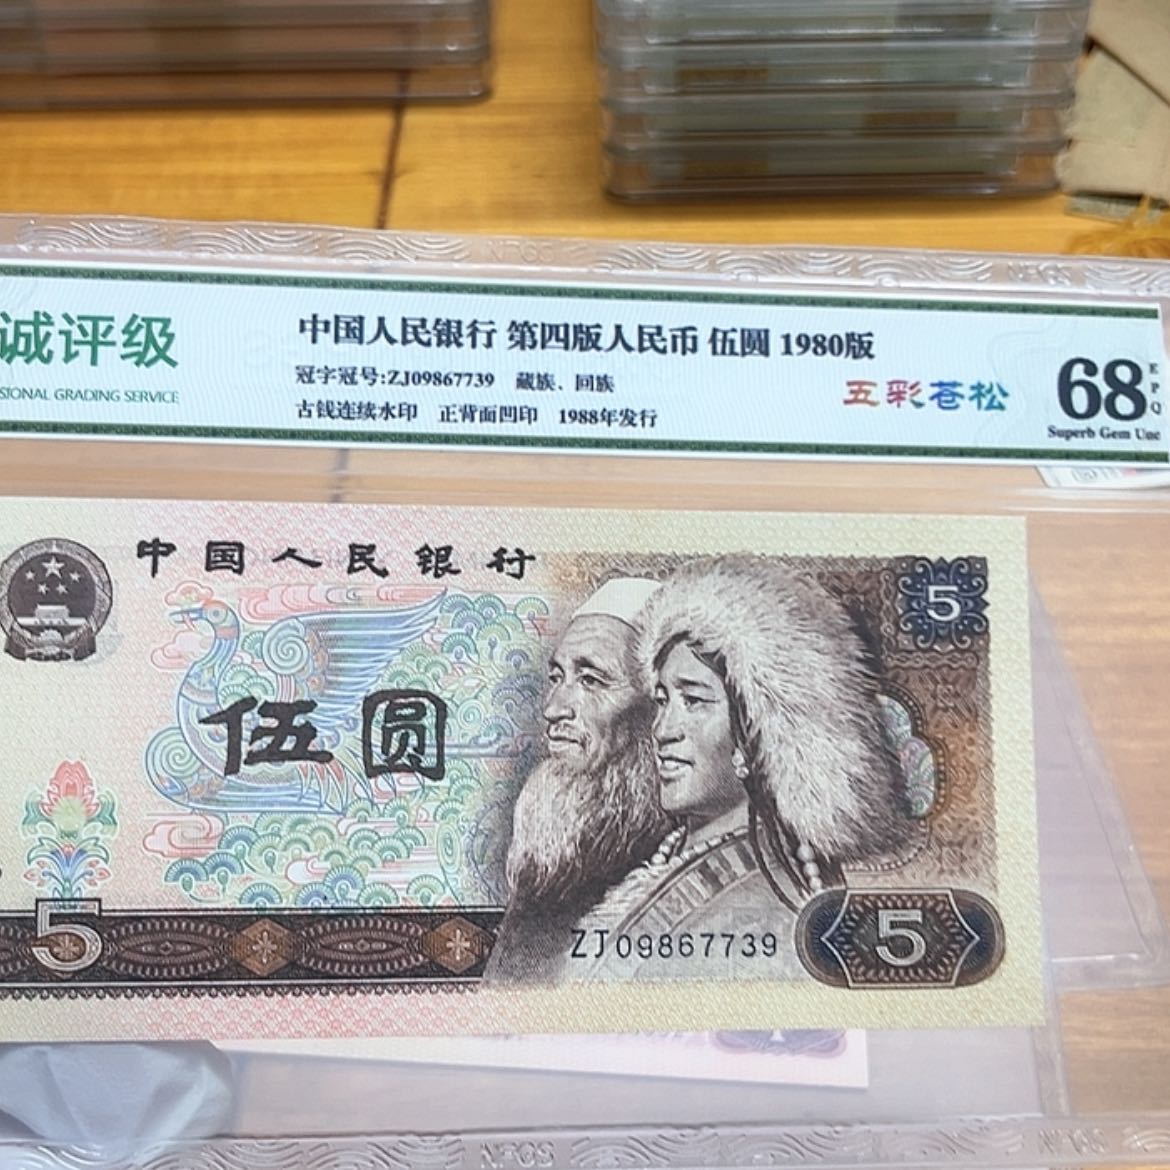 诚评级
SIONAL GRADING SERVICE
中国人民银行 第四版人民币 伍圆 1980版
冠字冠号:ZJ09867739 藏族、回族
古钱连续水印 正背面凹印 1988年发行
五彩苍松
68
EPQ
Superb Gem Unc
中国人民银行
5
伍圆
5
ZJ09867739
5